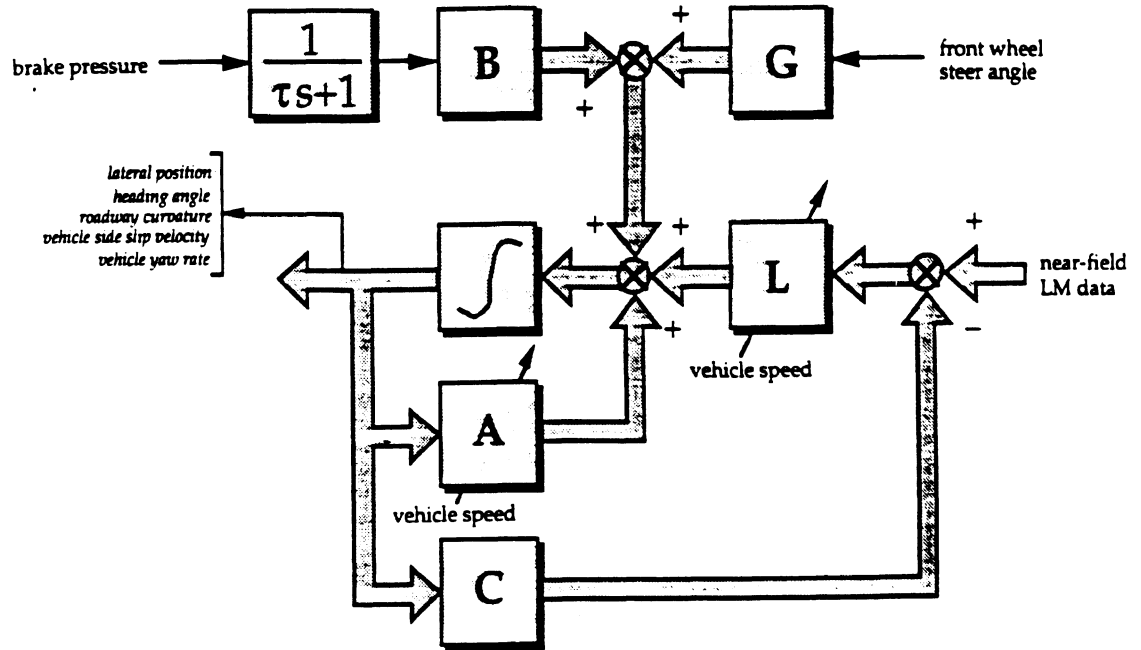 brake pressure
1
τs+1
B
+
+
G
front wheel
steer angle
lateral position
heading angle
roadway curvature
vehicle side slip velocity
vehicle yaw rate
∫
+
+
+
L
+
−
near-field
LM data
vehicle speed
A
vehicle speed
C